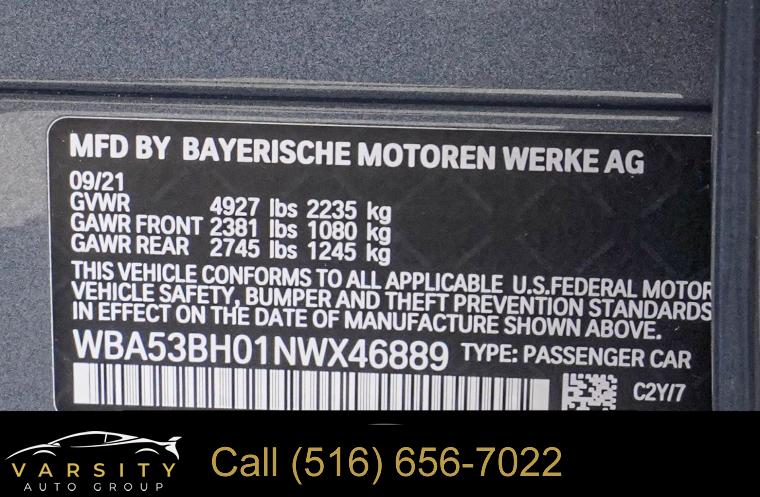 MFD BY BAYERISCHE MOTOREN WERKE AG
09/21
GVWR 4927 lbs 2235 kg
GAWR FRONT 2381 lbs 1080 kg
GAWR REAR 2745 lbs 1245 kg
THIS VEHICLE CONFORMS TO ALL APPLICABLE U.S.FEDERAL MOTOR
VEHICLE SAFETY, BUMPER AND THEFT PREVENTION STANDARDS
IN EFFECT ON THE DATE OF MANUFACTURE SHOWN ABOVE.
WBA53BH01NWX46889 TYPE: PASSENGER CAR
C2Y/7
VARSITY
AUTO GROUP
Call (516) 656-7022